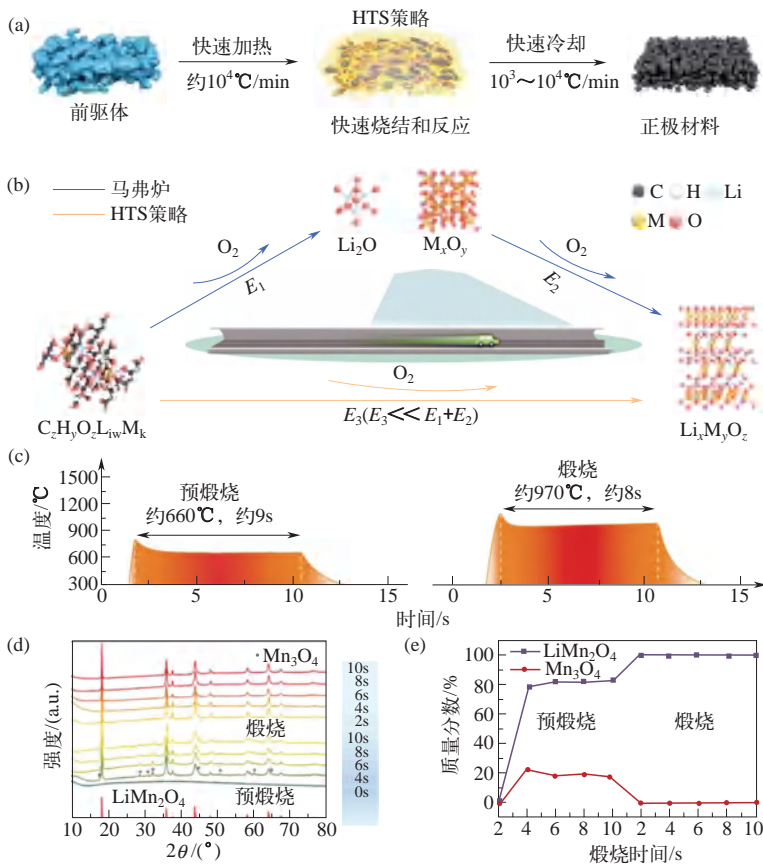 (a)
HTS策略
快速加热
约10⁴℃/min
快速冷却
10³～10⁴℃/min
前驱体
快速烧结和反应
正极材料
(b)
马弗炉
HTS策略
O₂
E₁
Li₂O
MₓOᵧ
O₂
E₂
C H Li
M O
O₂
E₃(E₃<<E₁+E₂)
C_zH_yO_zL_{iw}M_k
Li_xM_yO_z
(c)
温度/℃
1500
1200
900
600
300
预煅烧
约660℃，约9s
煅烧
约970℃，约8s
0 5 10 15
0 5 10 15
时间/s
(d)
强度/(a.u.)
Mn₃O₄
煅烧
LiMn₂O₄
预煅烧
10s
8s
6s
4s
2s
10s
8s
6s
4s
0s
10 20 30 40 50 60 70 80
2θ/(°)
(e)
质量分数/%
100
80
60
40
20
0
LiMn₂O₄
Mn₃O₄
预煅烧
煅烧
2 4 6 8 10 2 4 6 8 10
煅烧时间/s